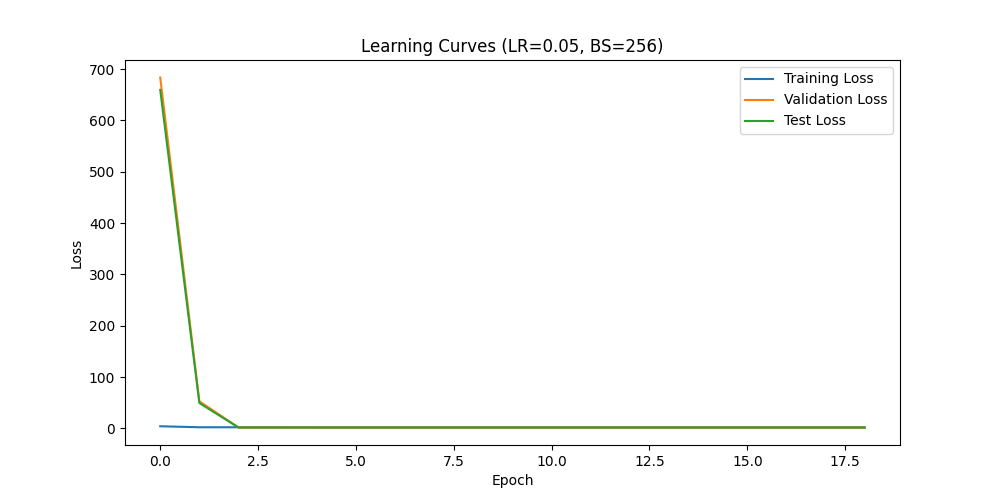 Learning Curves (LR=0.05, BS=256)
Training Loss
Validation Loss
Test Loss
700
600
500
400
300
200
100
0
Loss
0.0 2.5 5.0 7.5 10.0 12.5 15.0 17.5
Epoch